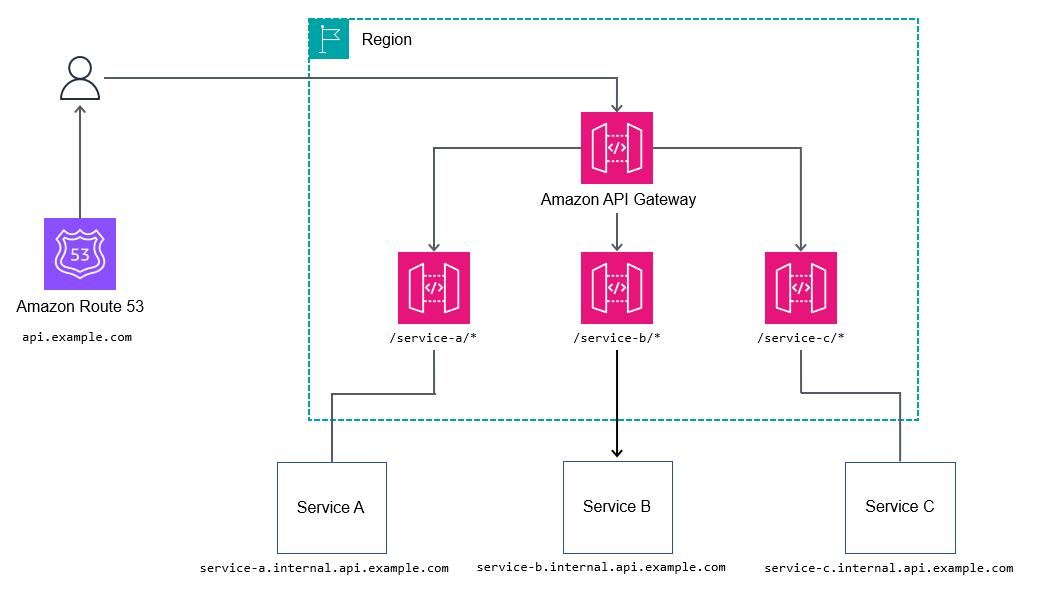 Region
Amazon API Gateway
53
Amazon Route 53
api.example.com
/service-a/*
/service-b/*
/service-c/*
Service A
Service B
Service C
service-a.internal.api.example.com
service-b.internal.api.example.com
service-c.internal.api.example.com